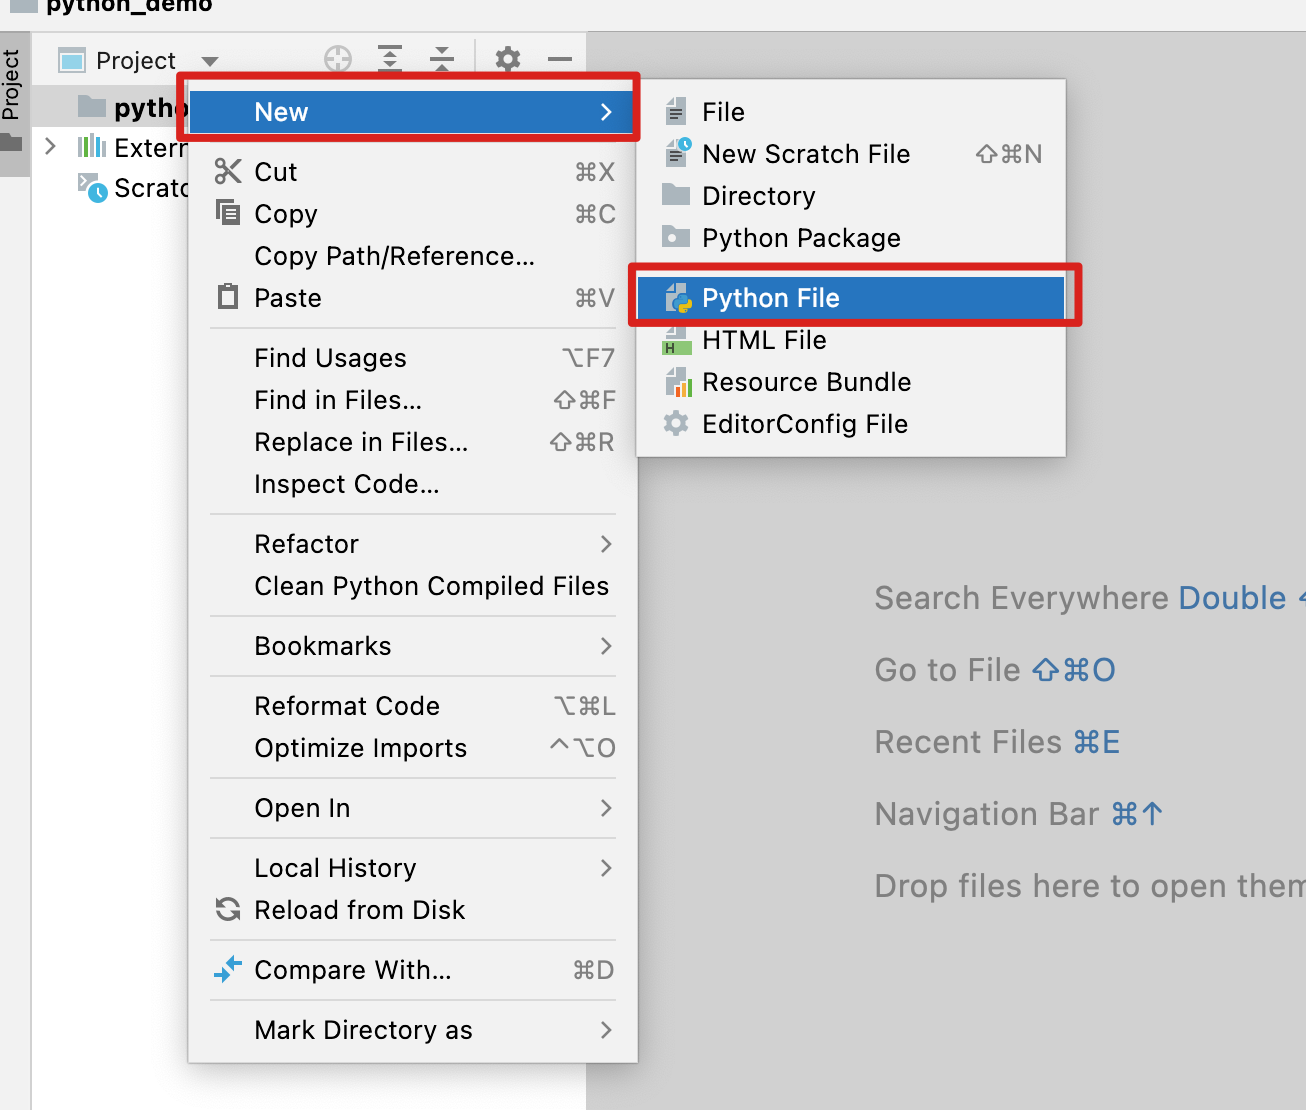 python_demo
Project
Project
pytho
New
Extern
Scratc
Cut ⌘X
Copy ⌘C
Copy Path/Reference...
Paste ⌘V
Find Usages ⌥F7
Find in Files... ⇧⌘F
Replace in Files... ⇧⌘R
Inspect Code...
Refactor
Clean Python Compiled Files
Bookmarks
Reformat Code ⌥⌘L
Optimize Imports ^⌥O
Open In
Local History
Reload from Disk
Compare With... ⌘D
Mark Directory as
File
New Scratch File ⇧⌘N
Directory
Python Package
Python File
HTML File
Resource Bundle
EditorConfig File
Search Everywhere Double
Go to File ⇧⌘O
Recent Files ⌘E
Navigation Bar ⌘↑
Drop files here to open them